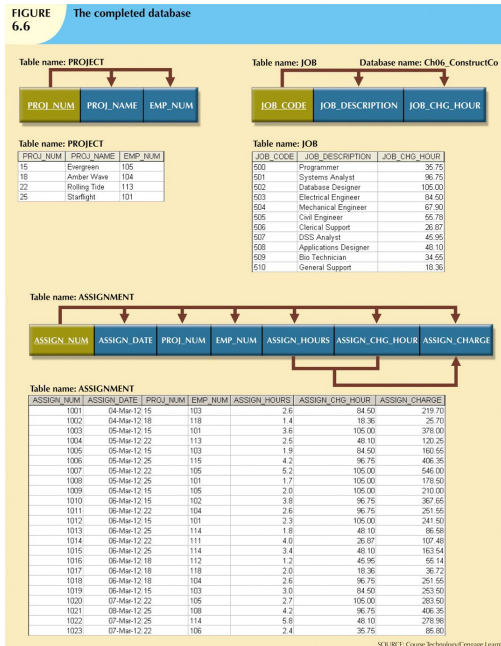 FIGURE 6.6 The completed database
Table name: PROJECT
PROJ_NUM PROJ_NAME EMP_NUM
Table name: PROJECT
PROJ_NUM PROJ_NAME EMP_NUM
15 Evergreen 105
18 Amber Wave 104
22 Rolling Tide 113
25 Starflight 101
Table name: JOB Database name: Ch06_ConstructCo
JOB_CODE JOB_DESCRIPTION JOB_CHG_HOUR
Table name: JOB
JOB_CODE JOB_DESCRIPTION JOB_CHG_HOUR
500 Programmer 35.75
501 Systems Analyst 96.75
502 Database Designer 105.00
503 Electrical Engineer 84.50
504 Mechanical Engineer 67.90
505 Civil Engineer 55.78
506 Clerical Support 26.87
507 DSS Analyst 45.95
508 Applications Designer 48.10
509 Bio Technician 34.55
510 General Support 18.36
Table name: ASSIGNMENT
ASSIGN_NUM ASSIGN_DATE PROJ_NUM EMP_NUM ASSIGN_HOURS ASSIGN_CHG_HOUR ASSIGN_CHARGE
Table name: ASSIGNMENT
ASSIGN_NUM ASSIGN_DATE PROJ_NUM EMP_NUM ASSIGN_HOURS ASSIGN_CHG_HOUR ASSIGN_CHARGE
1001 04-Mar-12 15 103 2.6 84.50 219.70
1002 04-Mar-12 18 118 1.4 18.36 25.70
1003 05-Mar-12 15 101 3.6 105.00 378.00
1004 05-Mar-12 22 113 2.5 48.10 120.25
1005 05-Mar-12 15 103 1.9 84.50 160.55
1006 05-Mar-12 25 115 4.2 96.75 406.35
1007 05-Mar-12 22 105 5.2 105.00 546.00
1008 05-Mar-12 25 101 1.7 105.00 178.50
1009 05-Mar-12 15 105 2.0 105.00 210.00
1010 06-Mar-12 15 102 3.8 96.75 367.65
1011 06-Mar-12 22 104 2.6 96.75 251.55
1012 06-Mar-12 15 101 2.3 105.00 241.50
1013 06-Mar-12 25 114 1.8 48.10 86.58
1014 06-Mar-12 22 111 4.0 26.87 107.48
1015 06-Mar-12 25 114 3.4 48.10 163.54
1016 06-Mar-12 18 112 1.2 45.95 55.14
1017 06-Mar-12 18 118 2.0 18.36 36.72
1018 06-Mar-12 18 104 2.6 96.75 251.55
1019 06-Mar-12 15 103 3.0 84.50 253.50
1020 07-Mar-12 22 105 2.7 105.00 283.50
1021 08-Mar-12 25 108 4.2 96.75 406.35
1022 07-Mar-12 25 114 5.8 48.10 278.98
1023 07-Mar-12 22 106 2.4 35.75 85.80
SOURCE: Course Technology/Cengage Learni